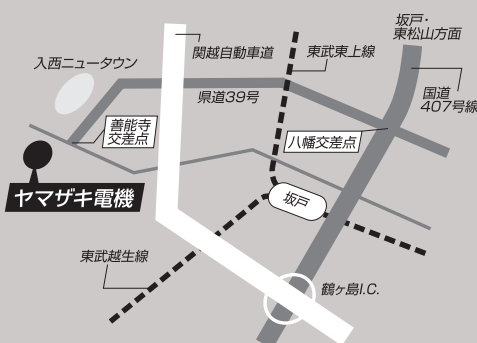 坂戸・
東松山方面
関越自動車道
東武東上線
入西ニュータウン
国道
407号線
県道39号
善能寺
交差点
八幡交差点
ヤマザキ電機
坂戸
東武越生線
鶴ヶ島I.C.